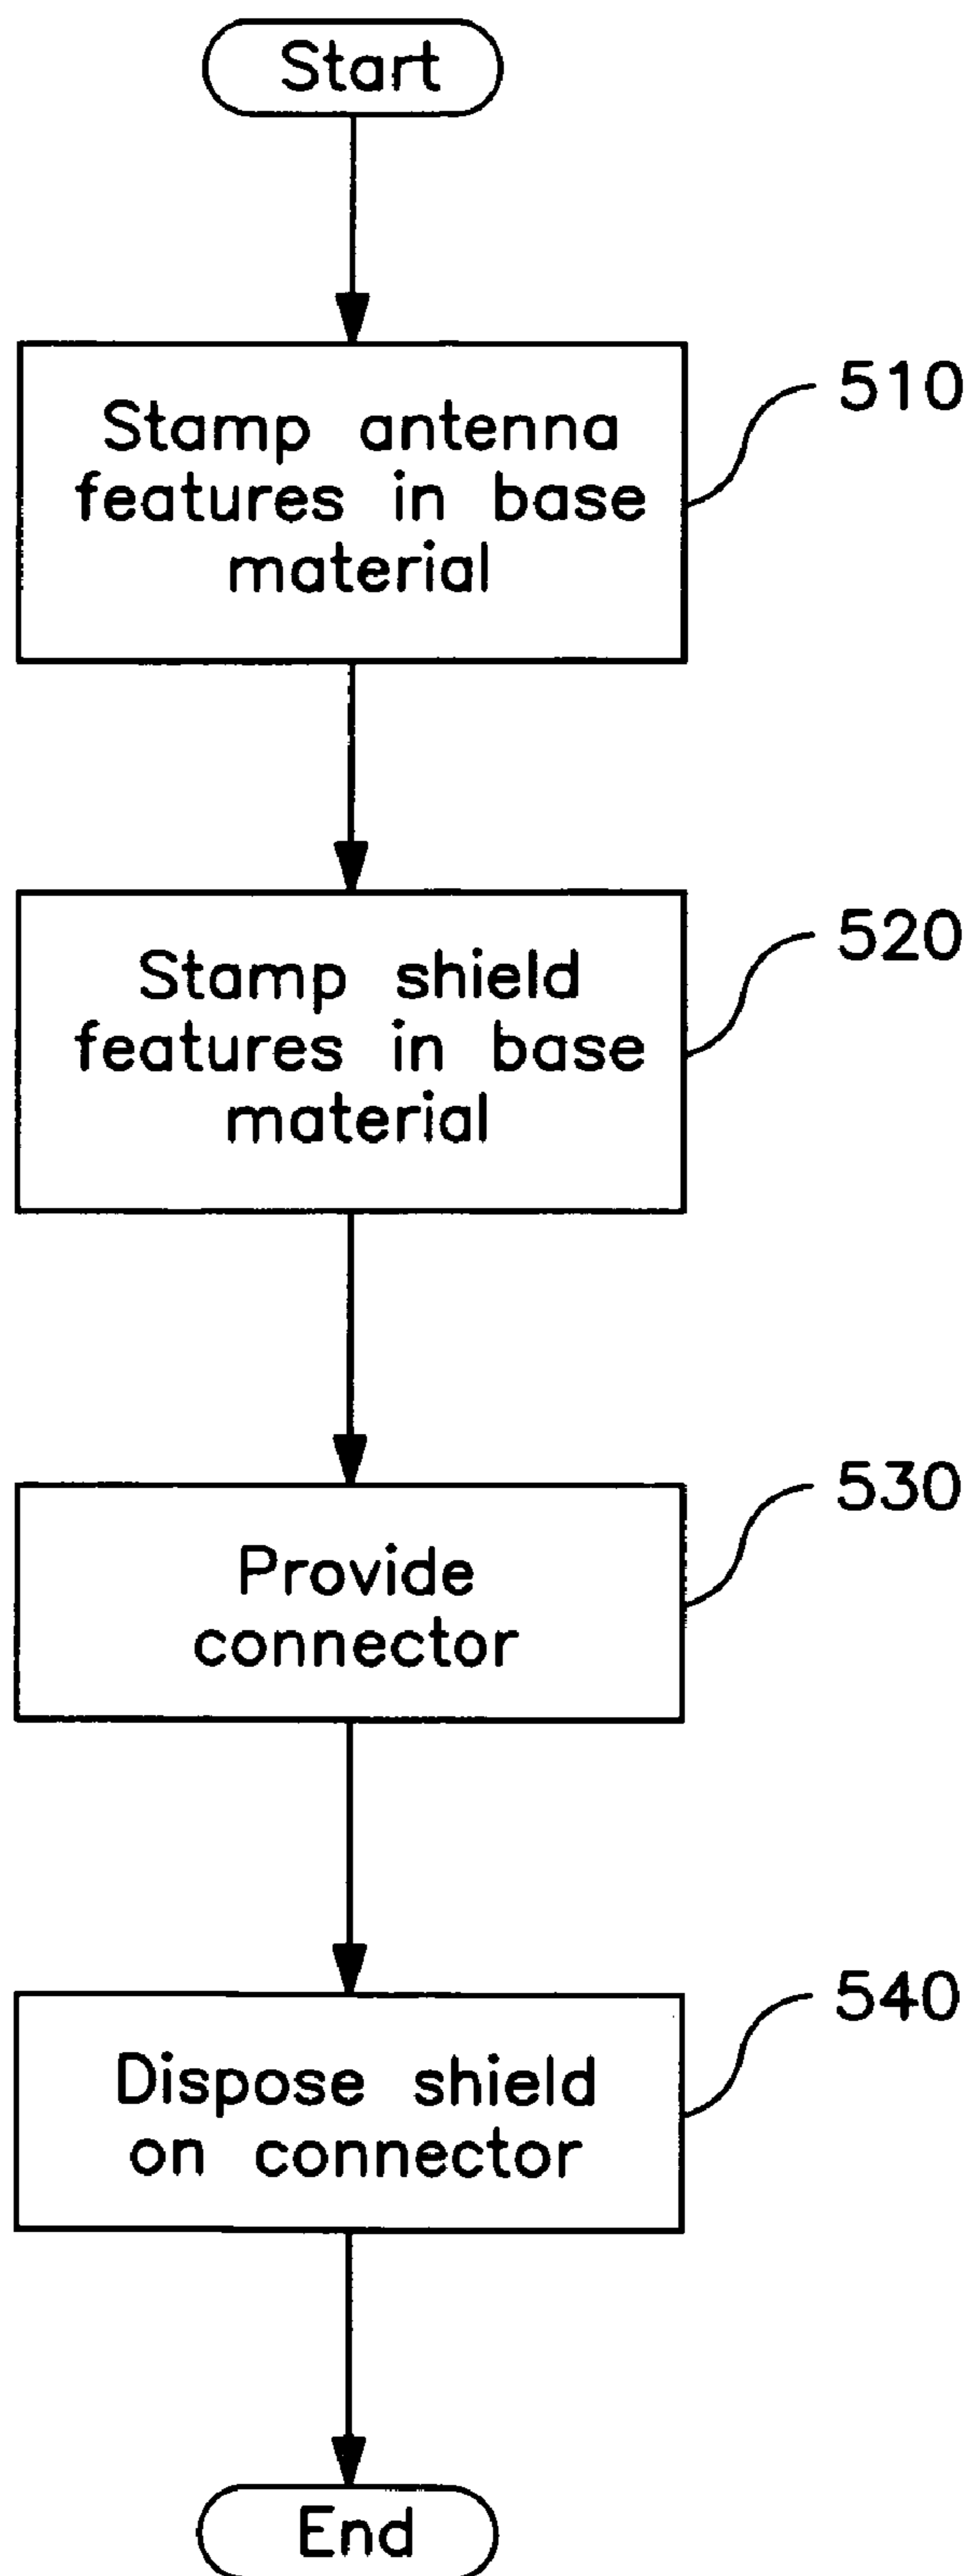 Start
Stamp antenna
features in base
material
510
Stamp shield
features in base
material
520
Provide
connector
530
Dispose shield
on connector
540
End